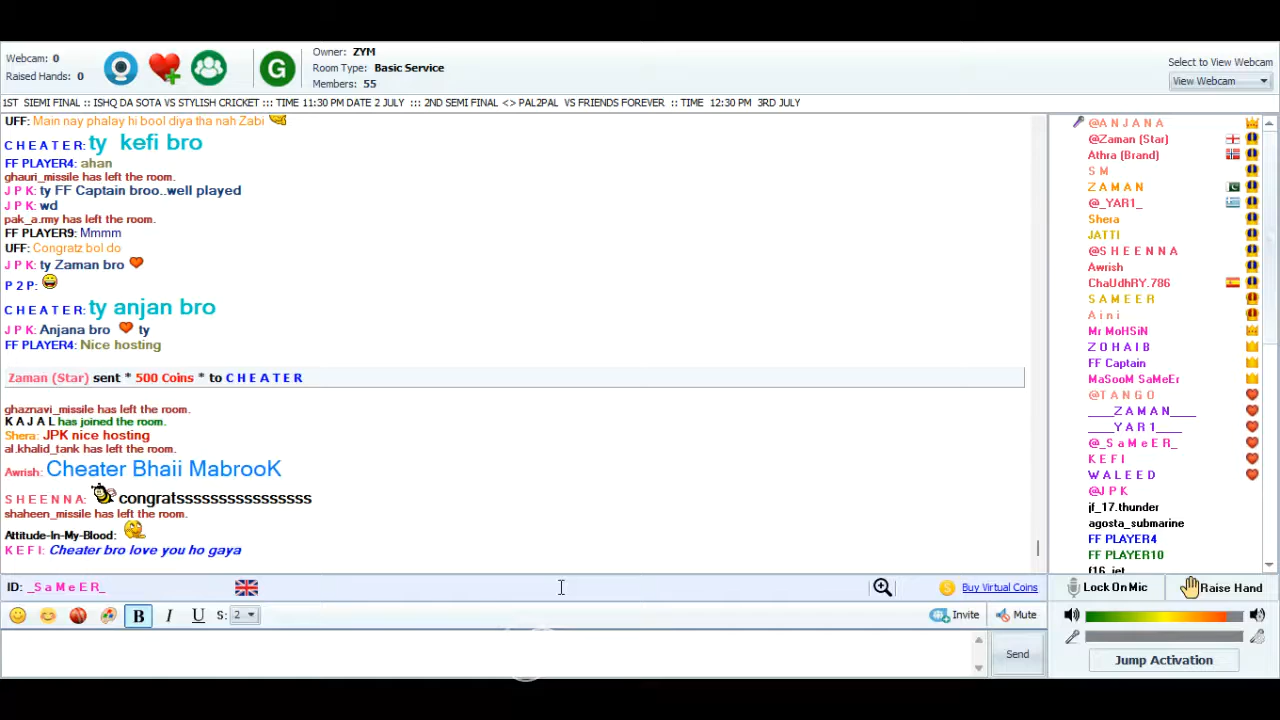 Webcam: 0
Raised Hands: 0
G
Owner: ZYM
Room Type: Basic Service
Members: 55
Select to View Webcam
View Webcam
1ST SIEMI FINAL :: ISHQ DA SOTA VS STYLISH CRICKET ::: TIME 11:30 PM DATE 2 JULY ::: 2ND SEMI FINAL <> PAL2PAL VS FRIENDS FOREVER :: TIME 12:30 PM 3RD JULY
UFF: Main nay phalay hi bool diya tha nah Zabi
C H E A T E R: ty kefi bro
FF PLAYER4: ahan
ghauri_missile has left the room.
J P K: ty FF Captain broo..well played
J P K: wd
pak_a.rmy has left the room.
FF PLAYER9: Mmmm
UFF: Congratz bol do
J P K: ty Zaman bro
P 2 P:
C H E A T E R: ty anjan bro
J P K: Anjana bro ty
FF PLAYER4: Nice hosting
Zaman (Star) sent * 500 Coins * to C H E A T E R
ghaznavi_missile has left the room.
K A J A L has joined the room.
Shera: JPK nice hosting
al.khalid_tank has left the room.
Awrish: Cheater Bhaii MabrooK
S H E E N N A: congratssssssssssssssss
shaheen_missile has left the room.
Attitude-In-My-Blood:
K E F I: Cheater bro love you ho gaya
@A N J A N A
@Zaman (Star)
Athra (Brand)
S M
Z A M A N
@_YAR1_
Shera
JATTI
@S H E E N N A
Awrish
ChaUdhRY.786
S A M E E R
A i n i
Mr MoHSiN
Z O H A I B
FF Captain
MaSooM SaMeEr
@T A N G O
____Z A M A N____
____Y A R 1____
@_S a M e E R_
K E F I
W A L E E D
@J P K
jf_17.thunder
agosta_submarine
FF PLAYER4
FF PLAYER10
f16_jet
ID: _S a M e E R_
Buy Virtual Coins
Lock On Mic
Raise Hand
B I U S: 2
Invite
Mute
Send
Jump Activation